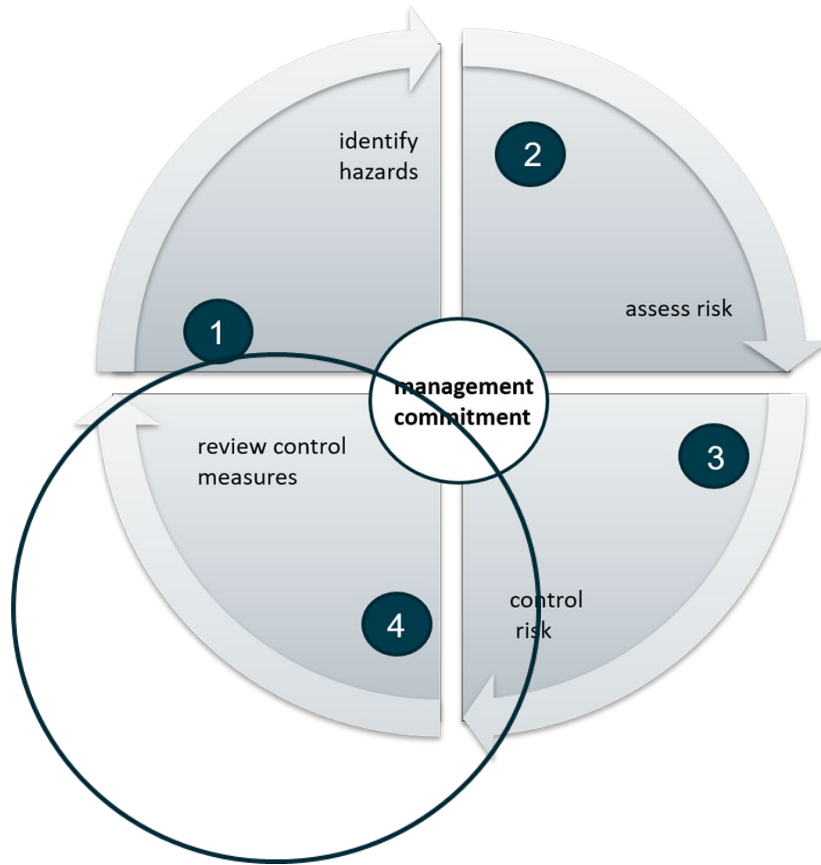 identify
hazards
1
2
assess risk
management
commitment
3
control
risk
4
review control
measures